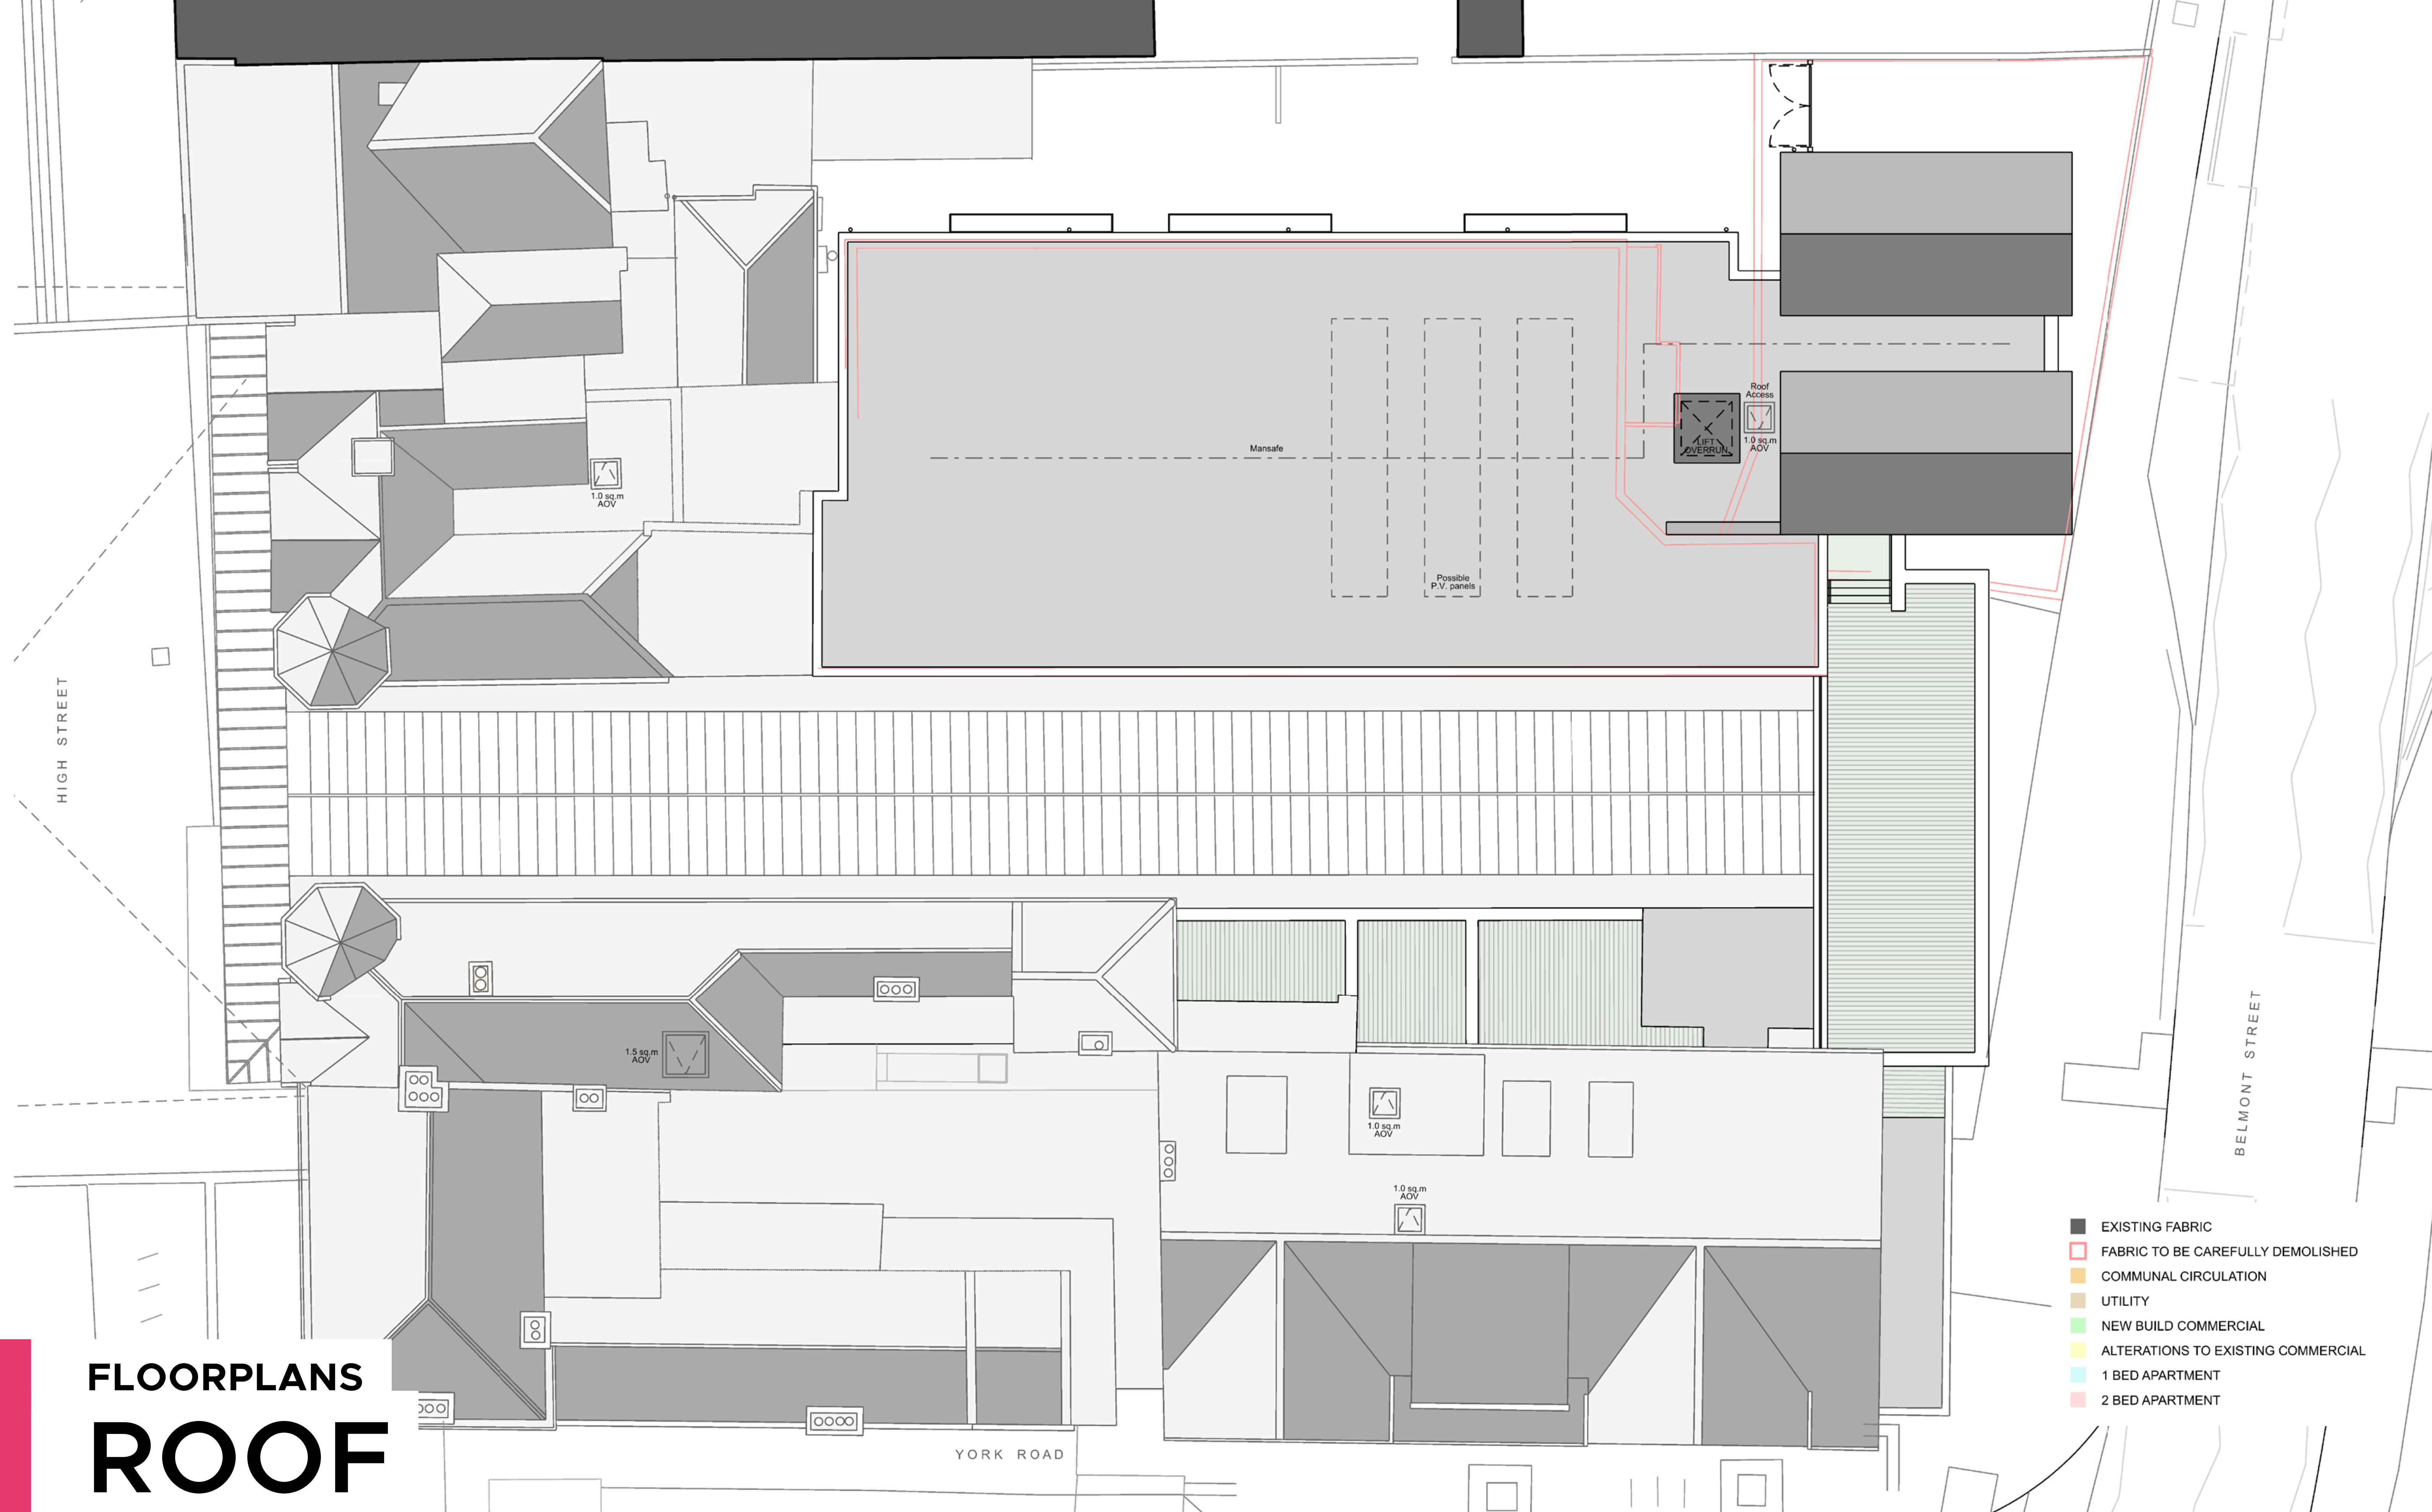 Roof
Access
1.0 sq.m
AOV
LIFT
OVERRUN
Mansafe
1.0 sq.m
AOV
Possible
P.V. panels
HIGH STREET
1.5 sq.m
AOV
1.0 sq.m
AOV
1.0 sq.m
AOV
BELMONT STREET
YORK ROAD
EXISTING FABRIC
FABRIC TO BE CAREFULLY DEMOLISHED
COMMUNAL CIRCULATION
UTILITY
NEW BUILD COMMERCIAL
ALTERATIONS TO EXISTING COMMERCIAL
1 BED APARTMENT
2 BED APARTMENT
FLOORPLANS
ROOF